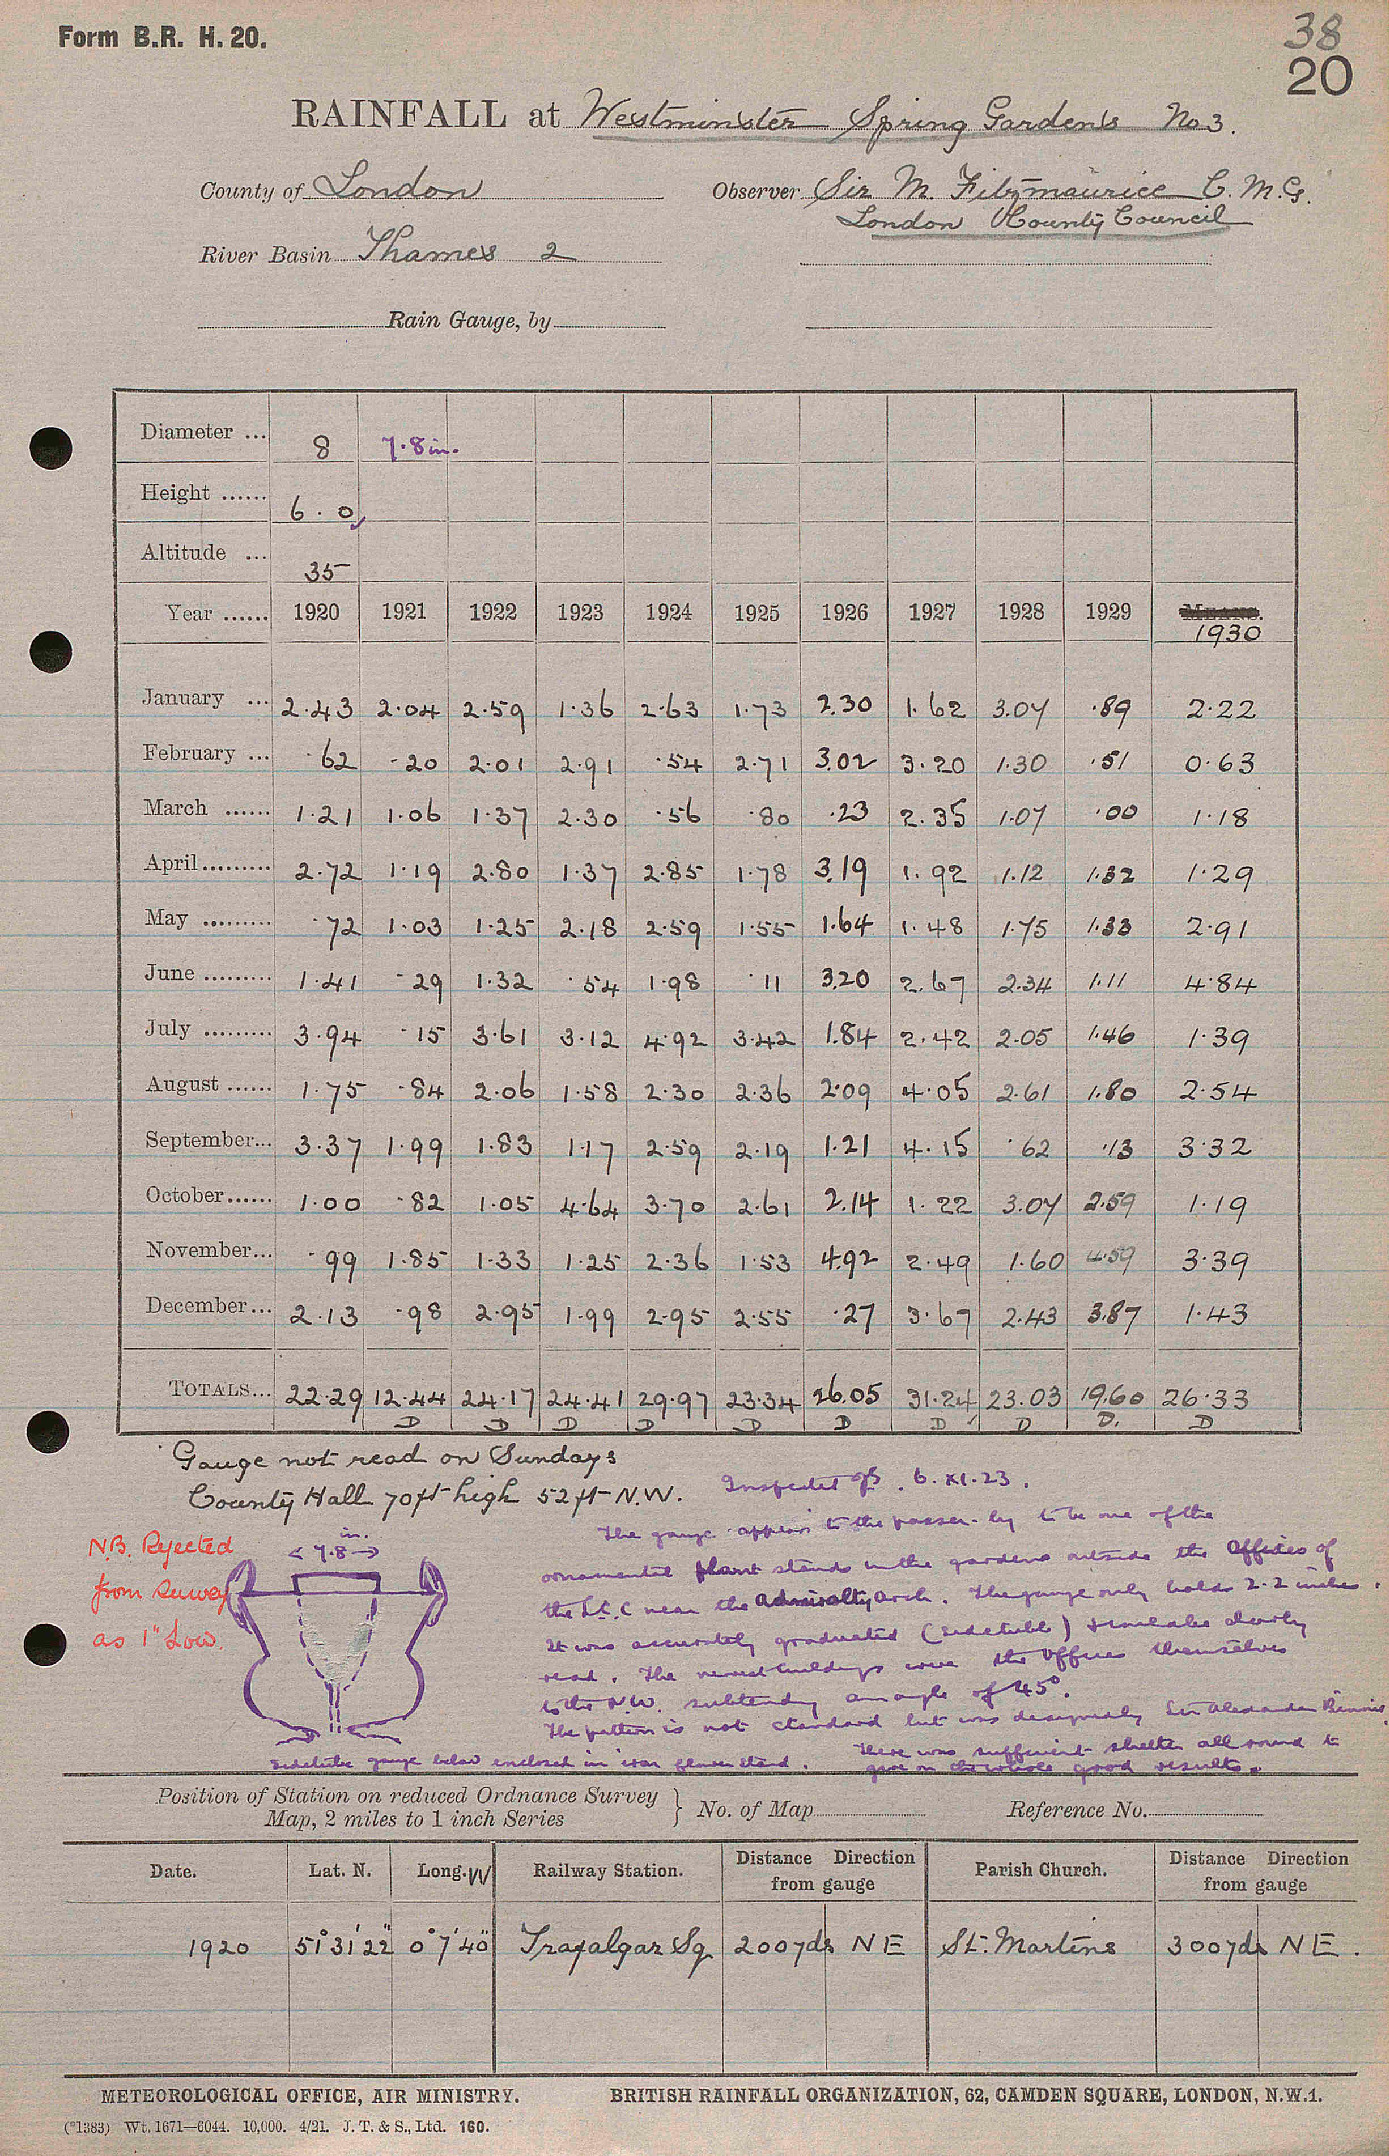 Form B.R. H. 20.
38
20
RAINFALL at Westminster Spring Gardens No 3.
County of London
Observer Sir M. Fitzmaurice C.M.G.
London County Council
River Basin Thames 2
Rain Gauge, by
Diameter ... 8 7.8 in.
Height ...... 6.0
Altitude ... 35
Year ...... 1920 1921 1922 1923 1924 1925 1926 1927 1928 1929 MEANS. 1930
January ... 2.43 2.04 2.59 1.36 2.63 1.73 2.30 1.62 3.07 .89 2.22
February ... .62 .20 2.01 2.91 .54 2.71 3.02 3.20 1.30 .51 0.63
March ...... 1.21 1.06 1.37 2.30 .56 .80 .23 2.35 1.07 .00 1.18
April......... 2.72 1.19 2.80 1.37 2.85 1.78 3.19 1.92 1.12 1.32 1.29
May ......... .72 1.03 1.25 2.18 2.59 1.55 1.64 1.48 1.75 1.33 2.91
June ......... 1.41 .29 1.32 .54 1.98 .11 3.20 2.67 2.34 1.11 4.84
July ......... 3.94 .15 3.61 3.12 4.92 3.42 1.84 2.42 2.05 1.46 1.39
August ...... 1.75 .84 2.06 1.58 2.30 2.36 2.09 4.05 2.61 1.80 2.54
September... 3.37 1.99 1.83 1.17 2.59 2.19 1.21 4.15 .62 .13 3.32
October...... 1.00 .82 1.05 4.64 3.70 2.61 2.14 1.22 3.07 2.59 1.19
November... .99 1.85 1.33 1.25 2.36 1.53 4.92 2.49 1.60 4.59 3.39
December... 2.13 .98 2.95 1.99 2.95 2.55 .27 3.67 2.43 3.87 1.43
TOTALS... 22.29 12.44 24.17 24.41 29.97 23.34 26.05 31.24 23.03 19.60 26.33
D D D D D D D D D. D
Gauge not read on Sundays
County Hall 70ft high 52 ft N.W.
Inspected . 6.XI.23.
N.B. Rejected
from Survey
as 1" Low.
in.
7.8
The gauge appears to the passer-by to be one of the
ornamental plant stands in the gardens outside the Offices of
the L.C.C near the Admiralty arch. The gauge only holds 2.2 inches.
It was accurately graduated ( ) clearly
read. The nearest buildings were the Offices themselves
to the N.W. subtending an angle of 45°.
The pattern is not standard but was designed by Sir Alexander Binnie.
There was sufficient shelter all round to
give on the whole good results.
gauge below enclosed in iron flower stand.
Position of Station on reduced Ordnance Survey
Map, 2 miles to 1 inch Series
No. of Map
Reference No.
Date. Lat. N. Long. W Railway Station. Distance Direction from gauge Parish Church. Distance Direction from gauge
1920 51°31'22" 0°7'40" Trafalgar Sq 200yds NE St. Martins 300yds NE.
METEOROLOGICAL OFFICE, AIR MINISTRY.
BRITISH RAINFALL ORGANIZATION, 62, CAMDEN SQUARE, LONDON, N.W.1.
(*1383) Wt. 1671—6044. 10,000. 4/21. J. T. & S., Ltd. 160.